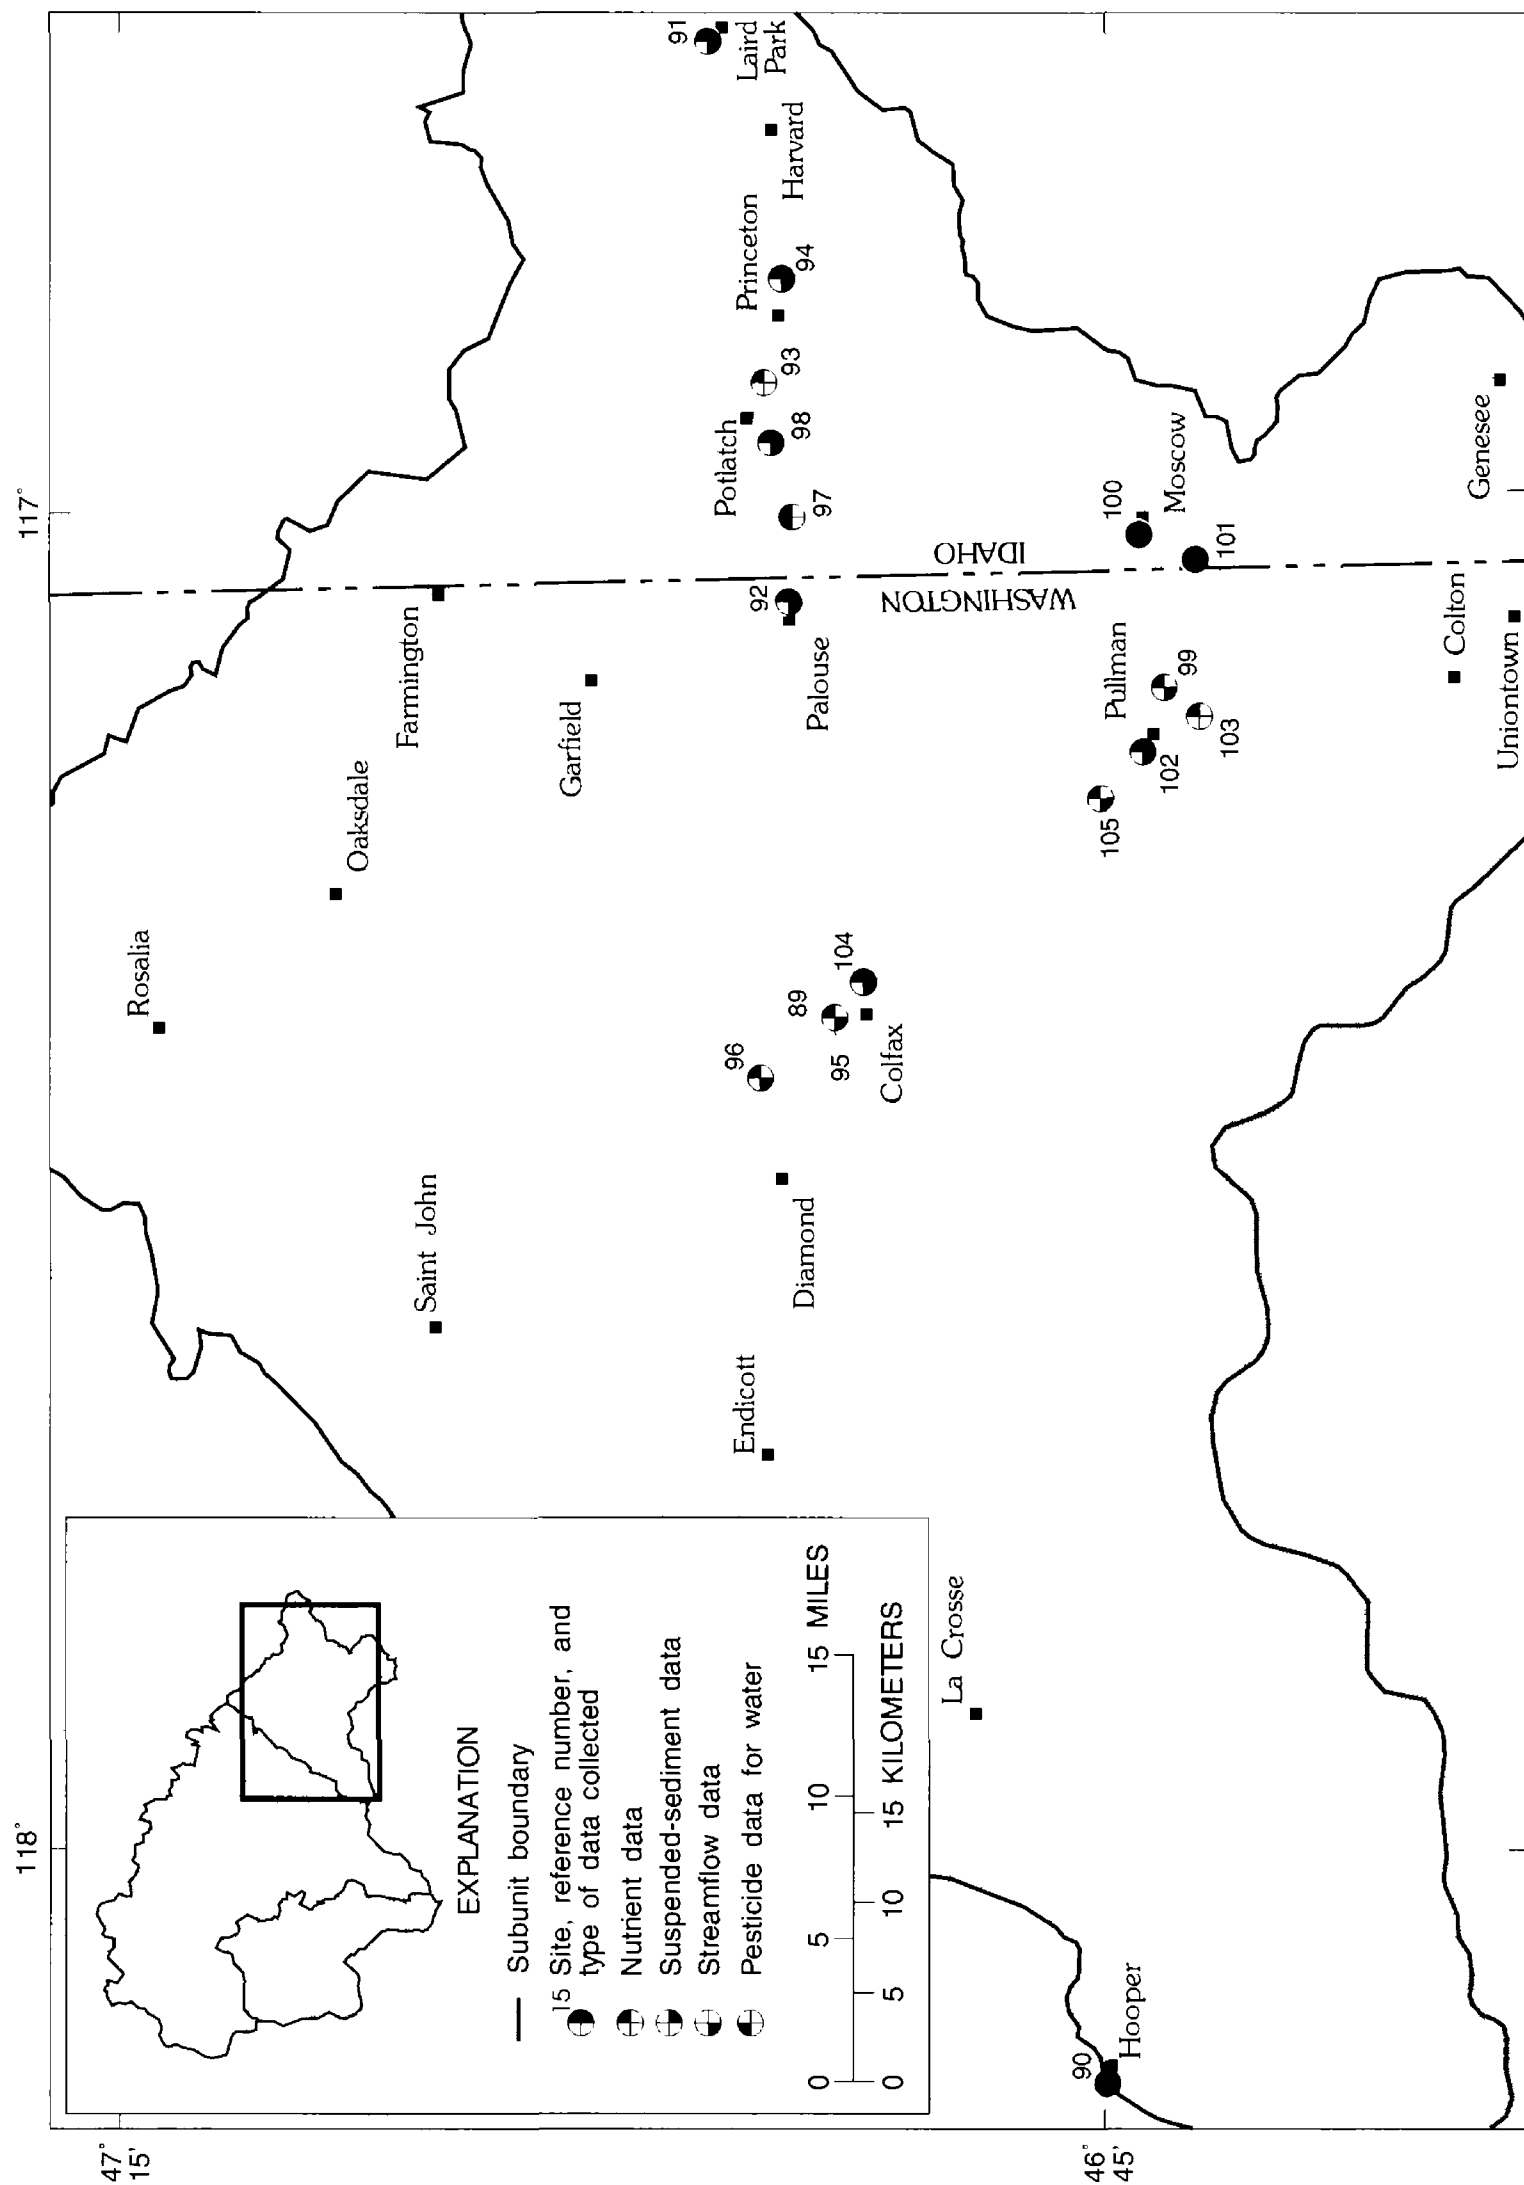 47°
15'
46°
45'
118°
117°
EXPLANATION
Subunit boundary
15 Site, reference number, and
type of data collected
Nutrient data
Suspended-sediment data
Streamflow data
Pesticide data for water
0 5 10 15 MILES
0 5 10 15 KILOMETERS
Rosalia
Oaksdale
Farmington
Saint John
Garfield
Endicott
Diamond
96
89
95
104
Colfax
Palouse
92
97
Potlatch
98
93
Princeton
94
Harvard
91
Laird
Park
WASHINGTON
IDAHO
La Crosse
90
Hooper
105
102
Pullman
99
103
100
Moscow
101
Colton
Uniontown
Genesee